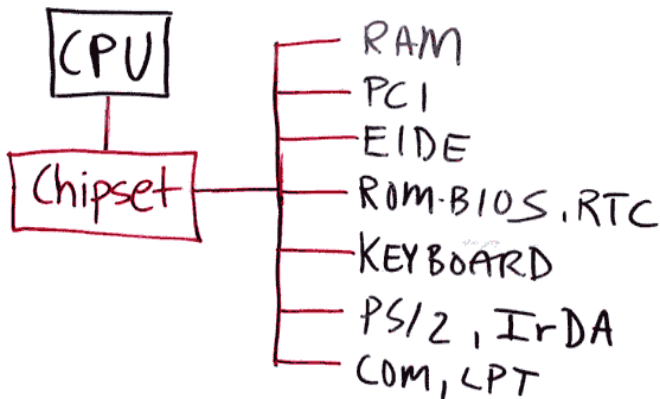 CPU
Chipset
RAM
PCI
EIDE
ROM-BIOS, RTC
KEYBOARD
PS/2, IrDA
COM, LPT